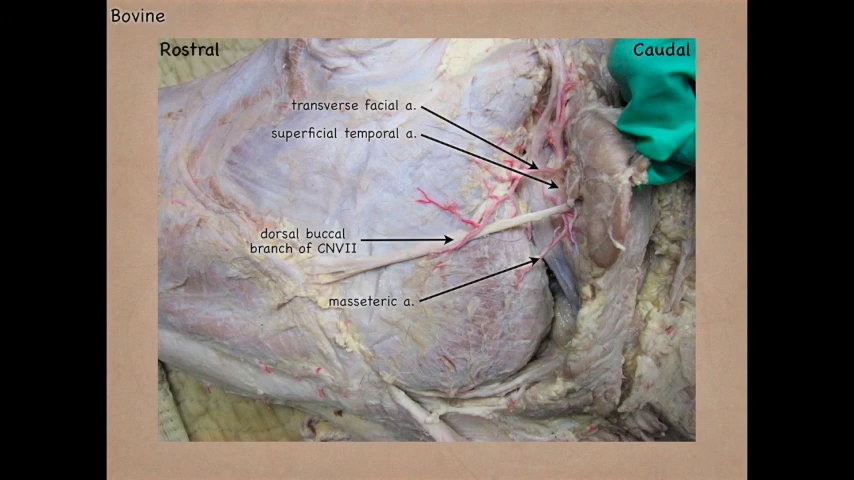 Bovine
Rostral
Caudal
transverse facial a.
superficial temporal a.
dorsal buccal
branch of CNVII
masseteric a.